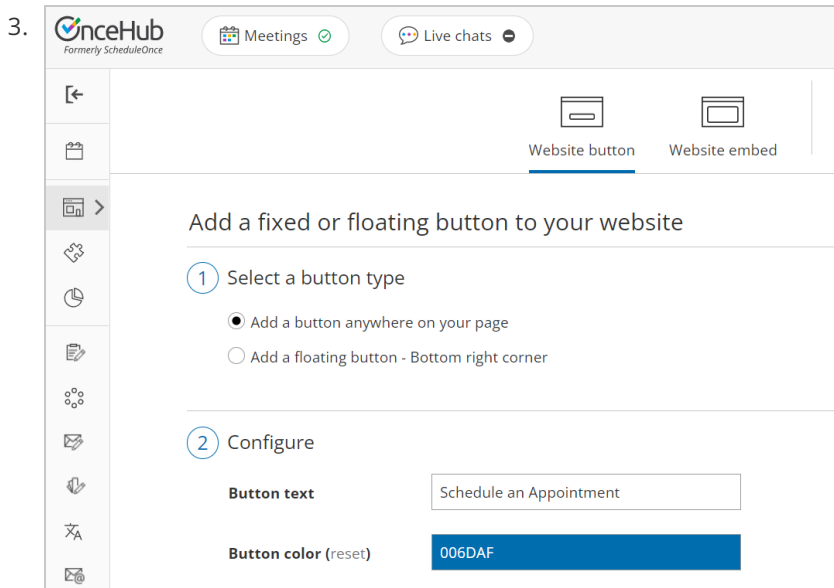 3.
OnceHub
Formerly ScheduleOnce
Meetings
Live chats
Website button
Website embed
Add a fixed or floating button to your website
1 Select a button type
Add a button anywhere on your page
Add a floating button - Bottom right corner
2 Configure
Button text
Schedule an Appointment
Button color (reset)
006DAF